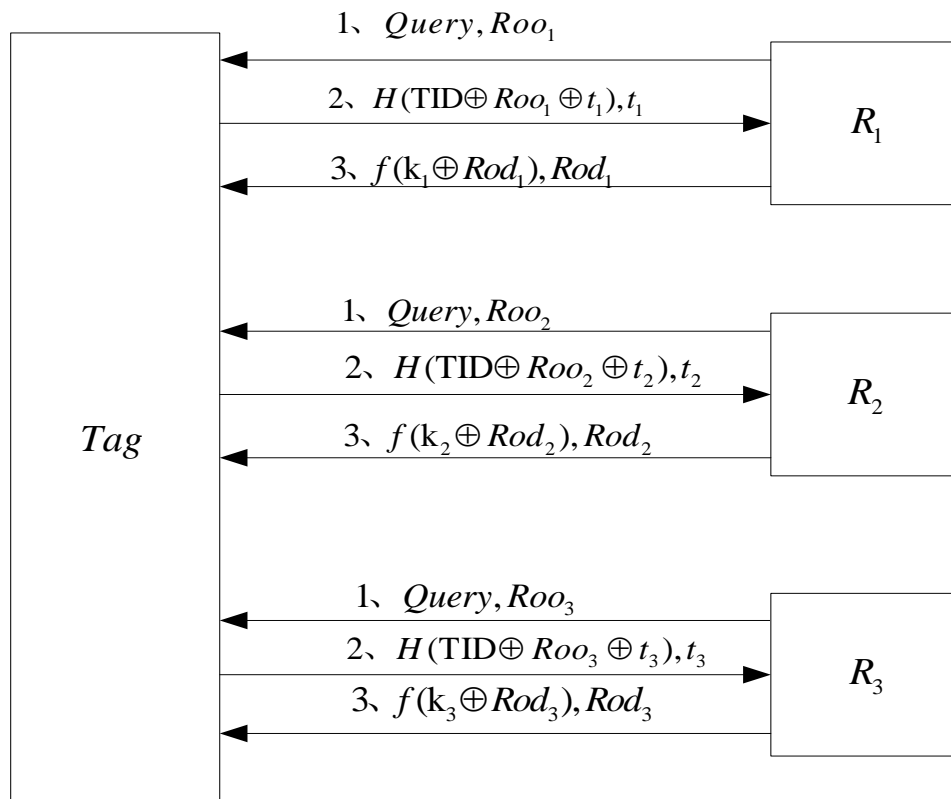 1、 Query, Roo₁
2、 H(TID⊕ Roo₁ ⊕ t₁), t₁
R₁
3、 f(k₁⊕ Rod₁), Rod₁
1、 Query, Roo₂
2、 H(TID⊕ Roo₂ ⊕ t₂), t₂
R₂
Tag
3、 f(k₂⊕ Rod₂), Rod₂
1、 Query, Roo₃
2、 H(TID⊕ Roo₃ ⊕ t₃), t₃
R₃
3、 f(k₃⊕ Rod₃), Rod₃